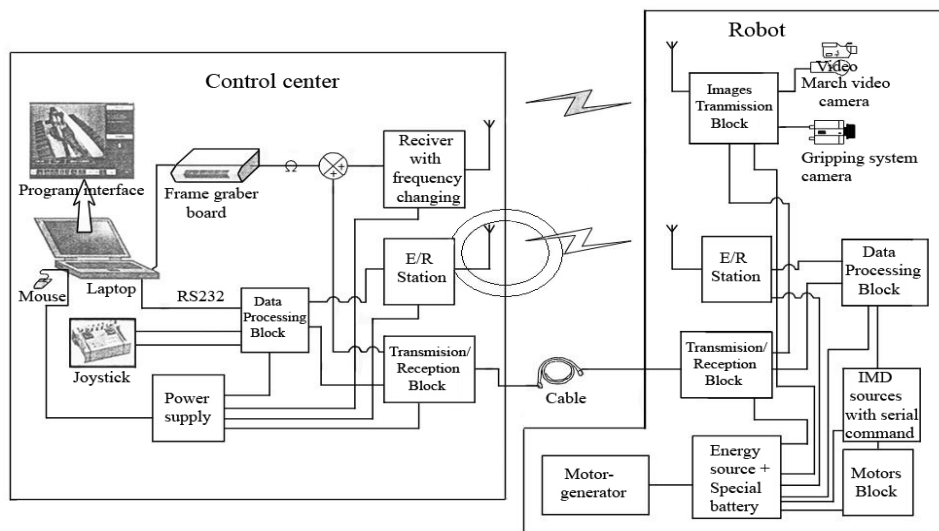 Robot
Control center
Video
March video
camera
Gripping system
camera
Images
Tranmission
Block
Program interface
Frame graber
board
Ω
Reciver
with
frequency
changing
E/R
Station
E/R
Station
Data
Processing
Block
Mouse
Laptop
RS232
Data
Processing
Block
Joystick
Transmision/
Reception
Block
Cable
Transmission/
Reception
Block
IMD
sources
with serial
command
Power
supply
Motor-
generator
Energy
source +
Special
battery
Motors
Block